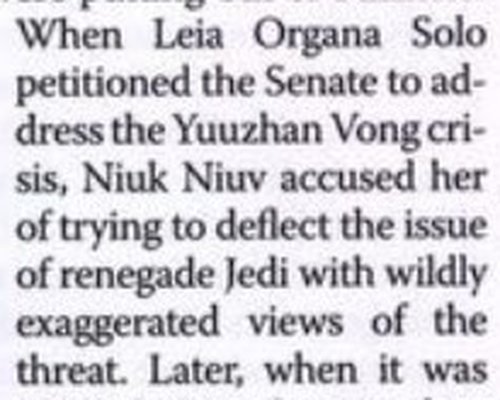 When Leia Organa Solo
petitioned the Senate to ad-
dress the Yuuzhan Vong cri-
sis, Niuk Niuv accused her
of trying to deflect the issue
of renegade Jedi with wildly
exaggerated views of the
threat. Later, when it was